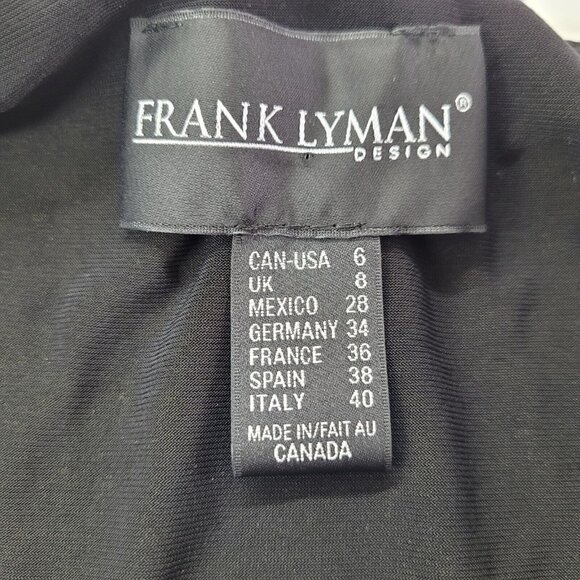 FRANK LYMAN®
DESIGN
CAN-USA 6
UK 8
MEXICO 28
GERMANY 34
FRANCE 36
SPAIN 38
ITALY 40
MADE IN/FAIT AU
CANADA